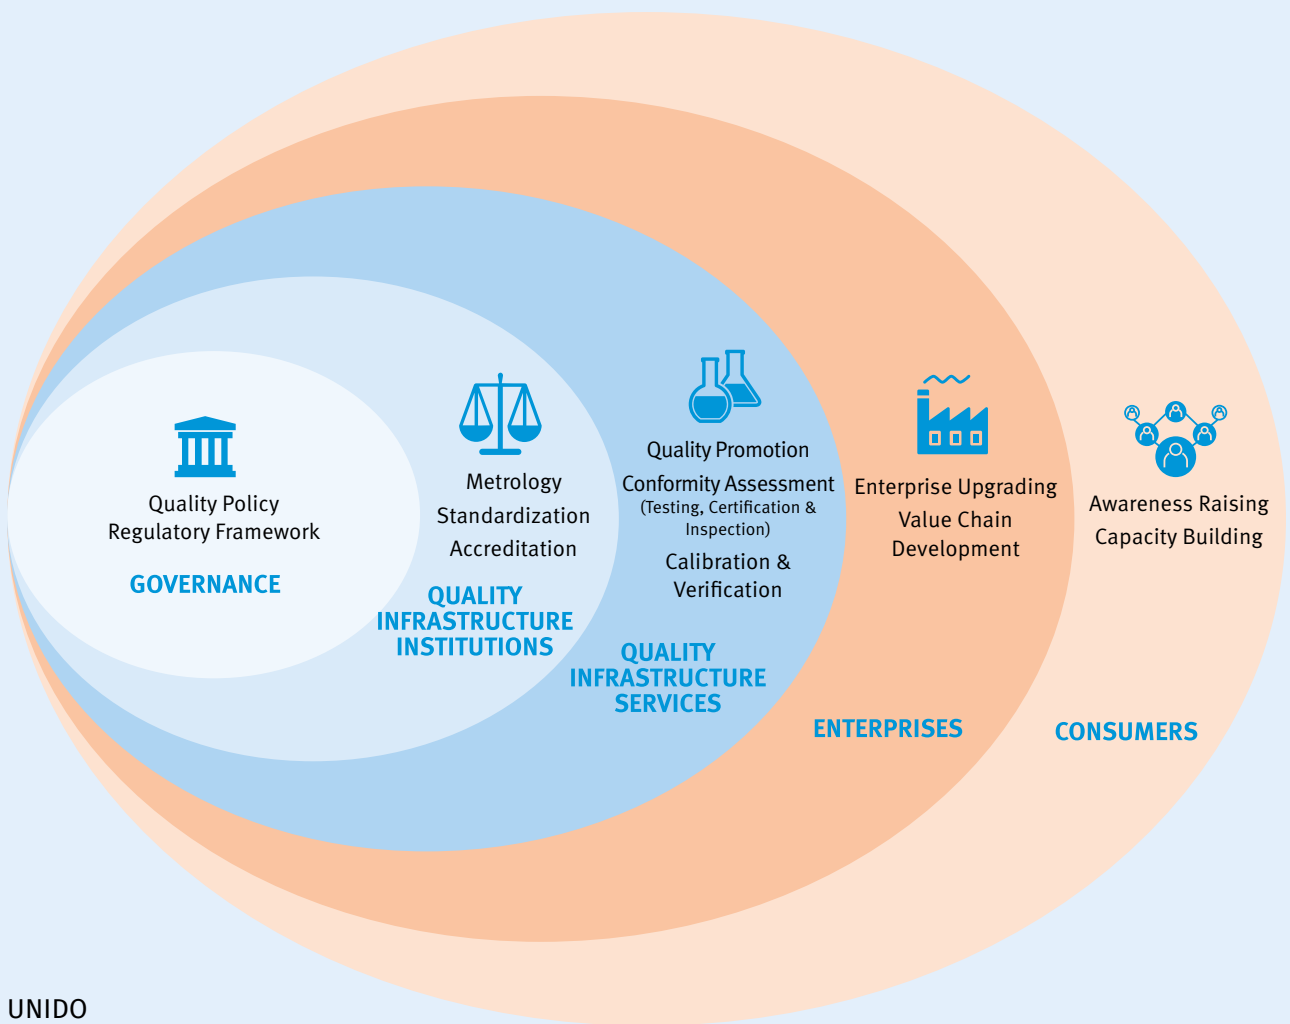 Quality Policy
Regulatory Framework
GOVERNANCE
Metrology
Standardization
Accreditation
QUALITY
INFRASTRUCTURE
INSTITUTIONS
Quality Promotion
Conformity Assessment
(Testing, Certification &
Inspection)
Calibration &
Verification
QUALITY
INFRASTRUCTURE
SERVICES
Enterprise Upgrading
Value Chain
Development
ENTERPRISES
Awareness Raising
Capacity Building
CONSUMERS
UNIDO